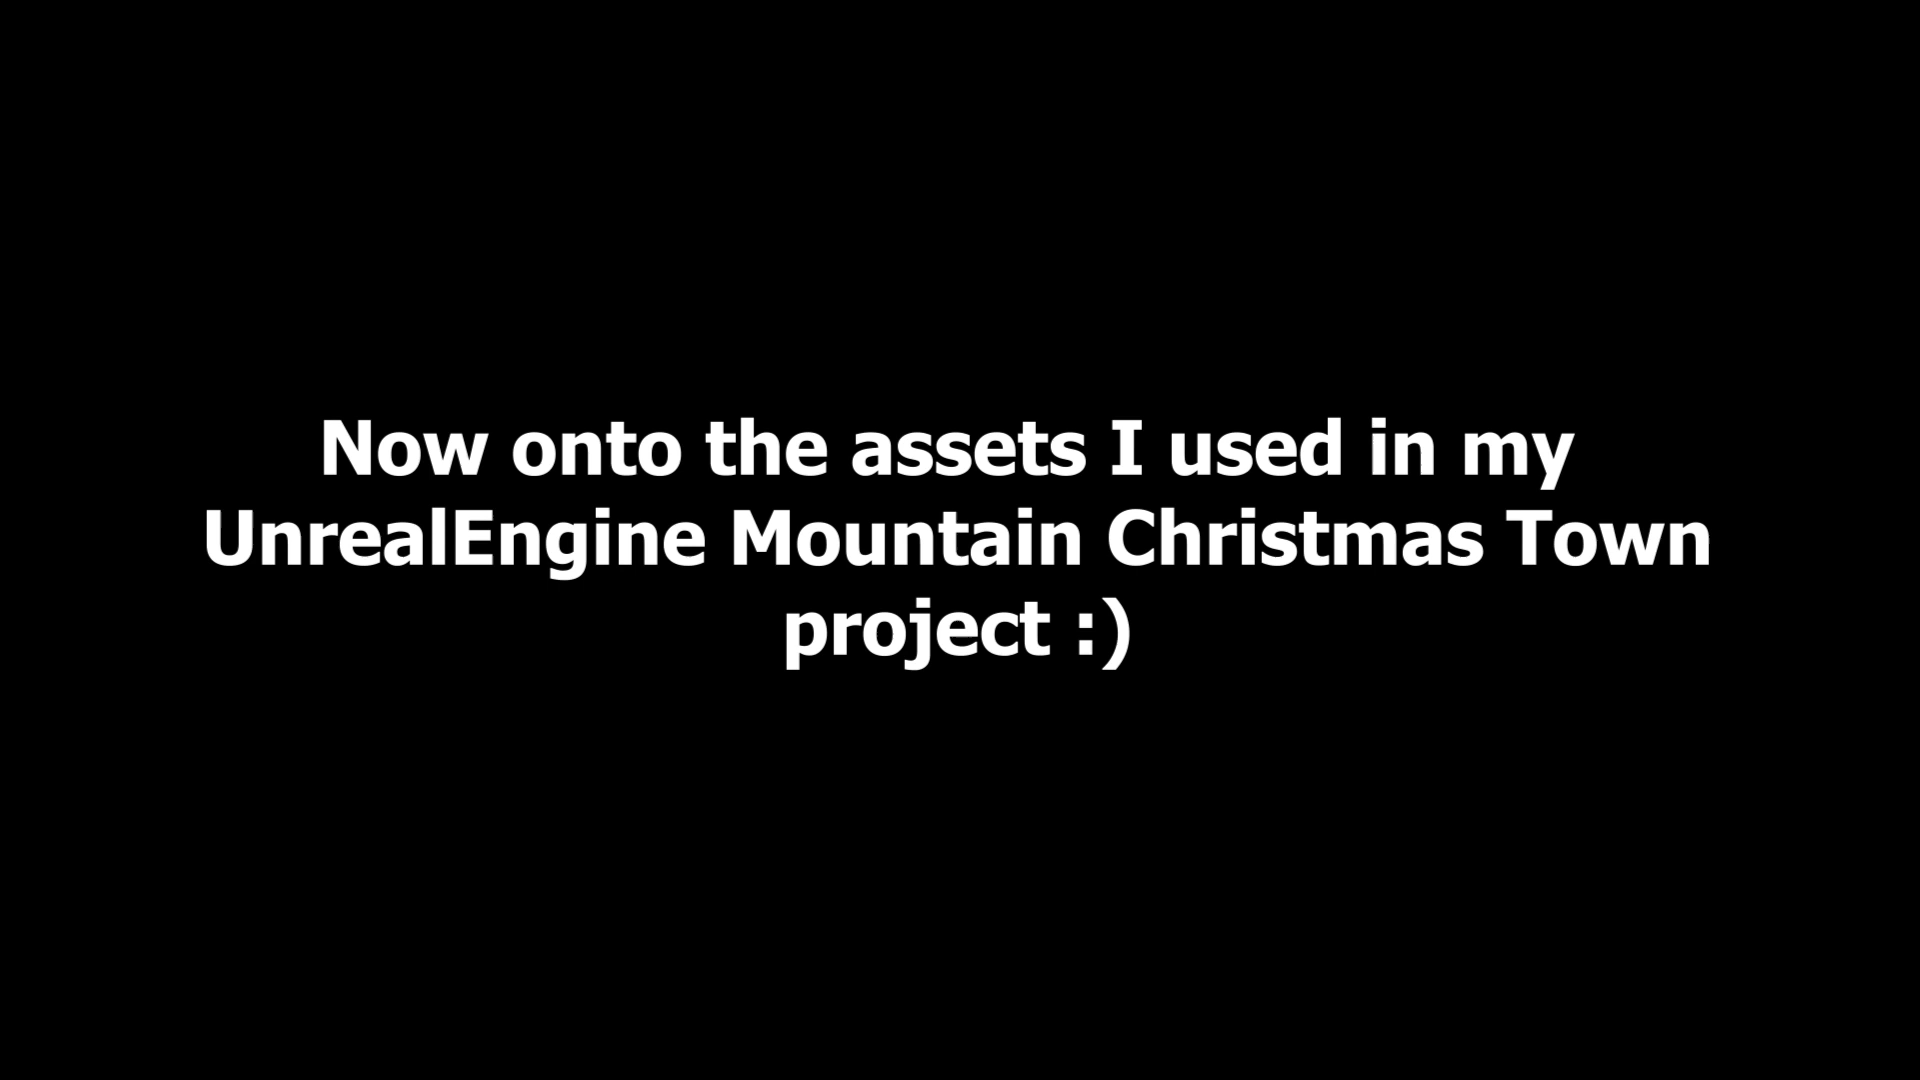 Now onto the assets I used in my
UnrealEngine Mountain Christmas Town
project :)